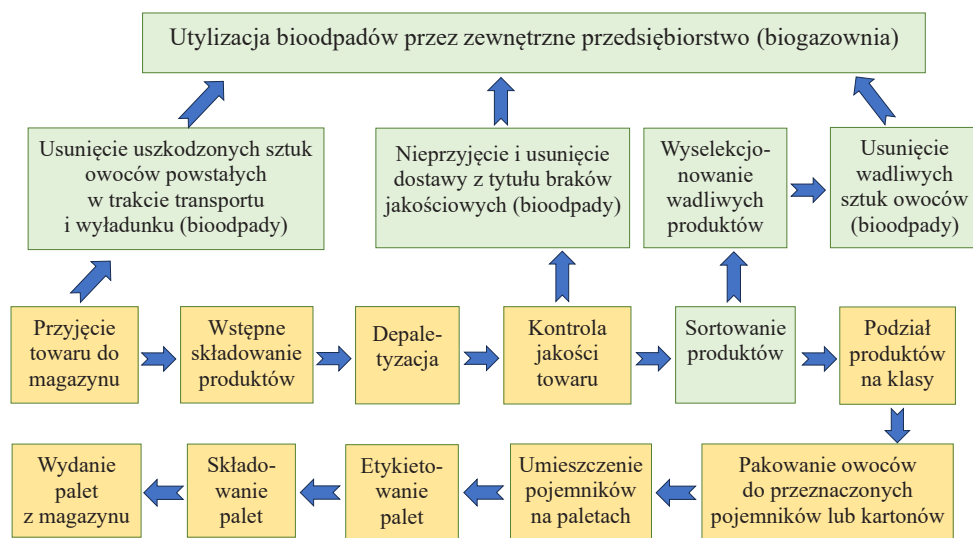 Utylizacja bioodpadów przez zewnętrzne przedsiębiorstwo (biogazownia)
Usunięcie uszkodzonych sztuk
owoców powstałych
w trakcie transportu
i wyładunku (bioodpady)
Nieprzyjęcie i usunięcie
dostawy z tytułu braków
jakościowych (bioodpady)
Wyselekcjo-
nowanie
wadliwych
produktów
Usunięcie
wadliwych
sztuk owoców
(bioodpady)
Przyjęcie
towaru do
magazynu
Wstępne
składowanie
produktów
Depale-
tyzacja
Kontrola
jakości
towaru
Sortowanie
produktów
Podział
produktów
na klasy
Wydanie
palet
z magazynu
Składo-
wanie
palet
Etykieto-
wanie
palet
Umieszczenie
pojemników
na paletach
Pakowanie owoców
do przeznaczonych
pojemników lub kartonów